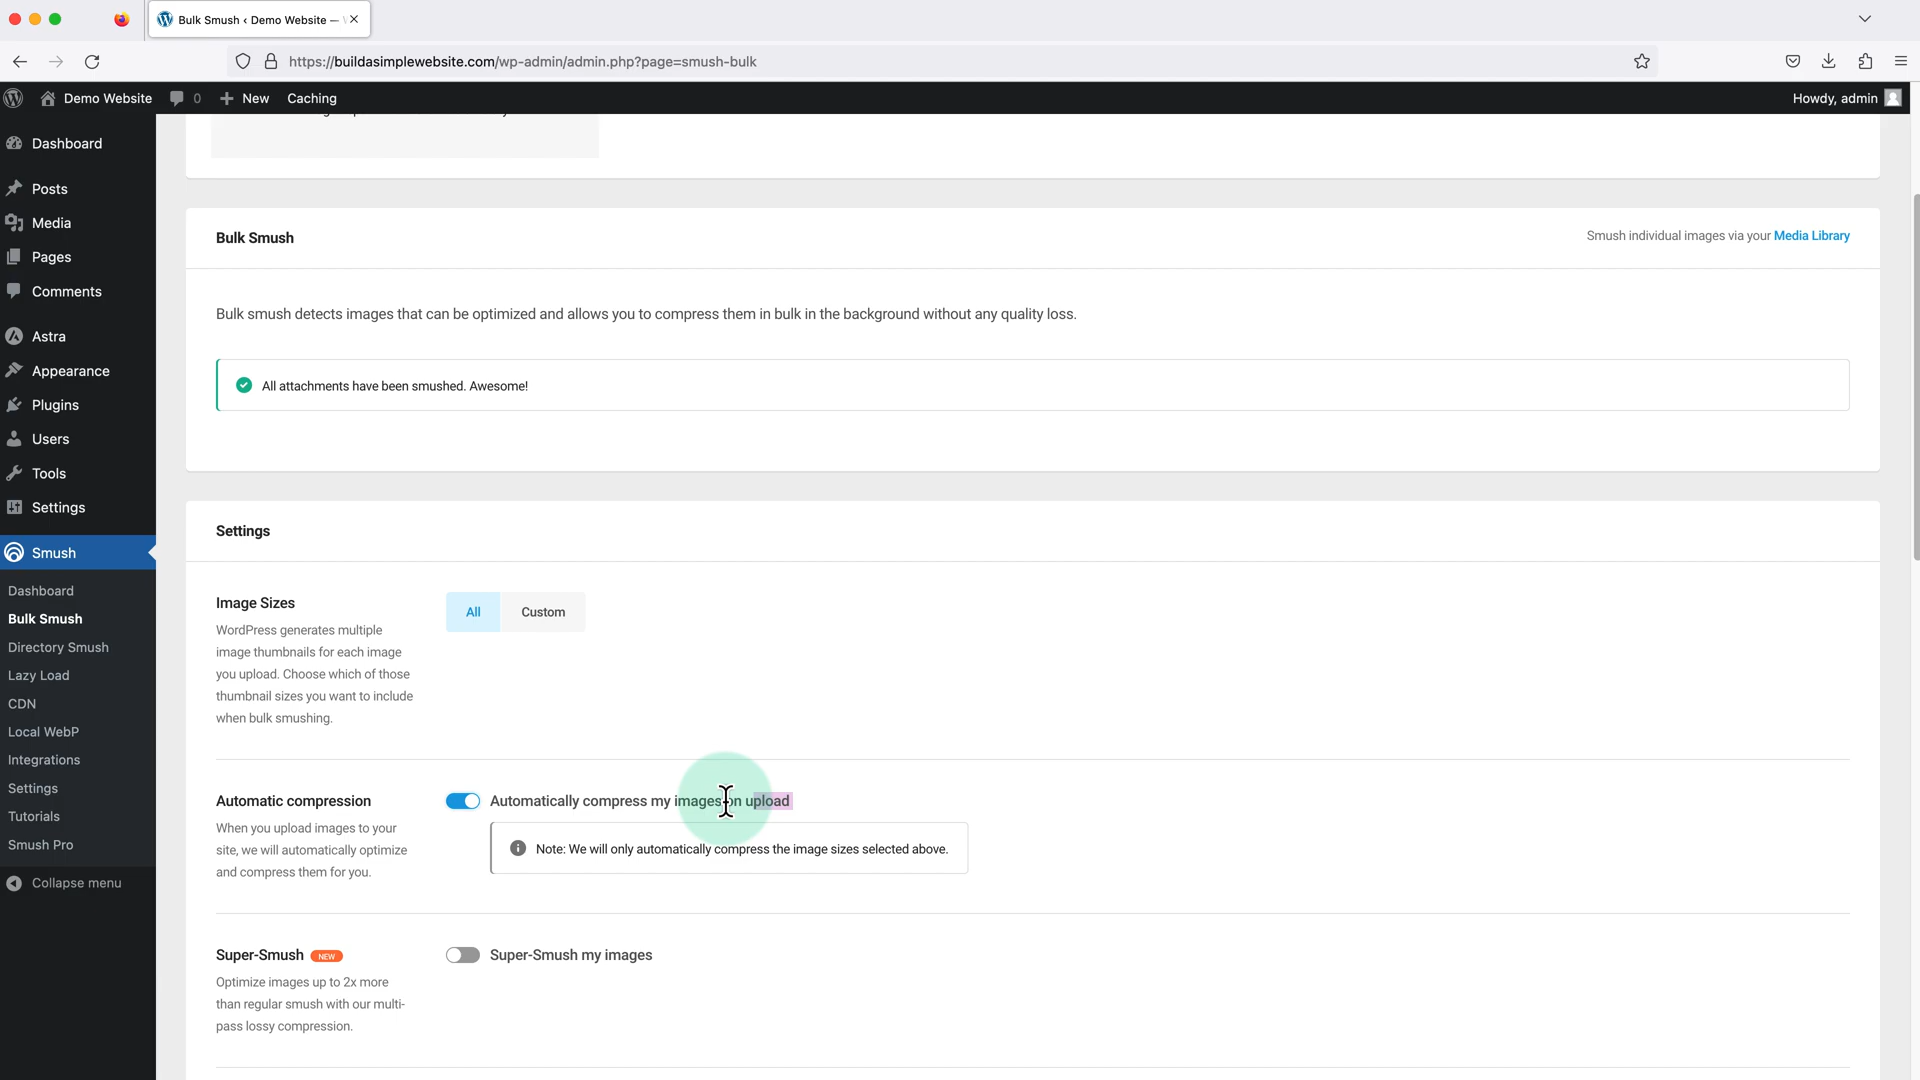 Bulk Smush ‹ Demo Website —
https://buildasimplewebsite.com/wp-admin/admin.php?page=smush-bulk
Demo Website
0
New
Caching
Howdy, admin
Dashboard
Posts
Media
Pages
Comments
Astra
Appearance
Plugins
Users
Tools
Settings
Smush
Dashboard
Bulk Smush
Directory Smush
Lazy Load
CDN
Local WebP
Integrations
Settings
Tutorials
Smush Pro
Collapse menu
Bulk Smush
Smush individual images via your Media Library
Bulk smush detects images that can be optimized and allows you to compress them in bulk in the background without any quality loss.
All attachments have been smushed. Awesome!
Settings
Image Sizes
WordPress generates multiple
image thumbnails for each image
you upload. Choose which of those
thumbnail sizes you want to include
when bulk smushing.
All
Custom
Automatic compression
When you upload images to your
site, we will automatically optimize
and compress them for you.
Automatically compress my images on upload
Note: We will only automatically compress the image sizes selected above.
Super-Smush NEW
Optimize images up to 2x more
than regular smush with our multi-
pass lossy compression.
Super-Smush my images